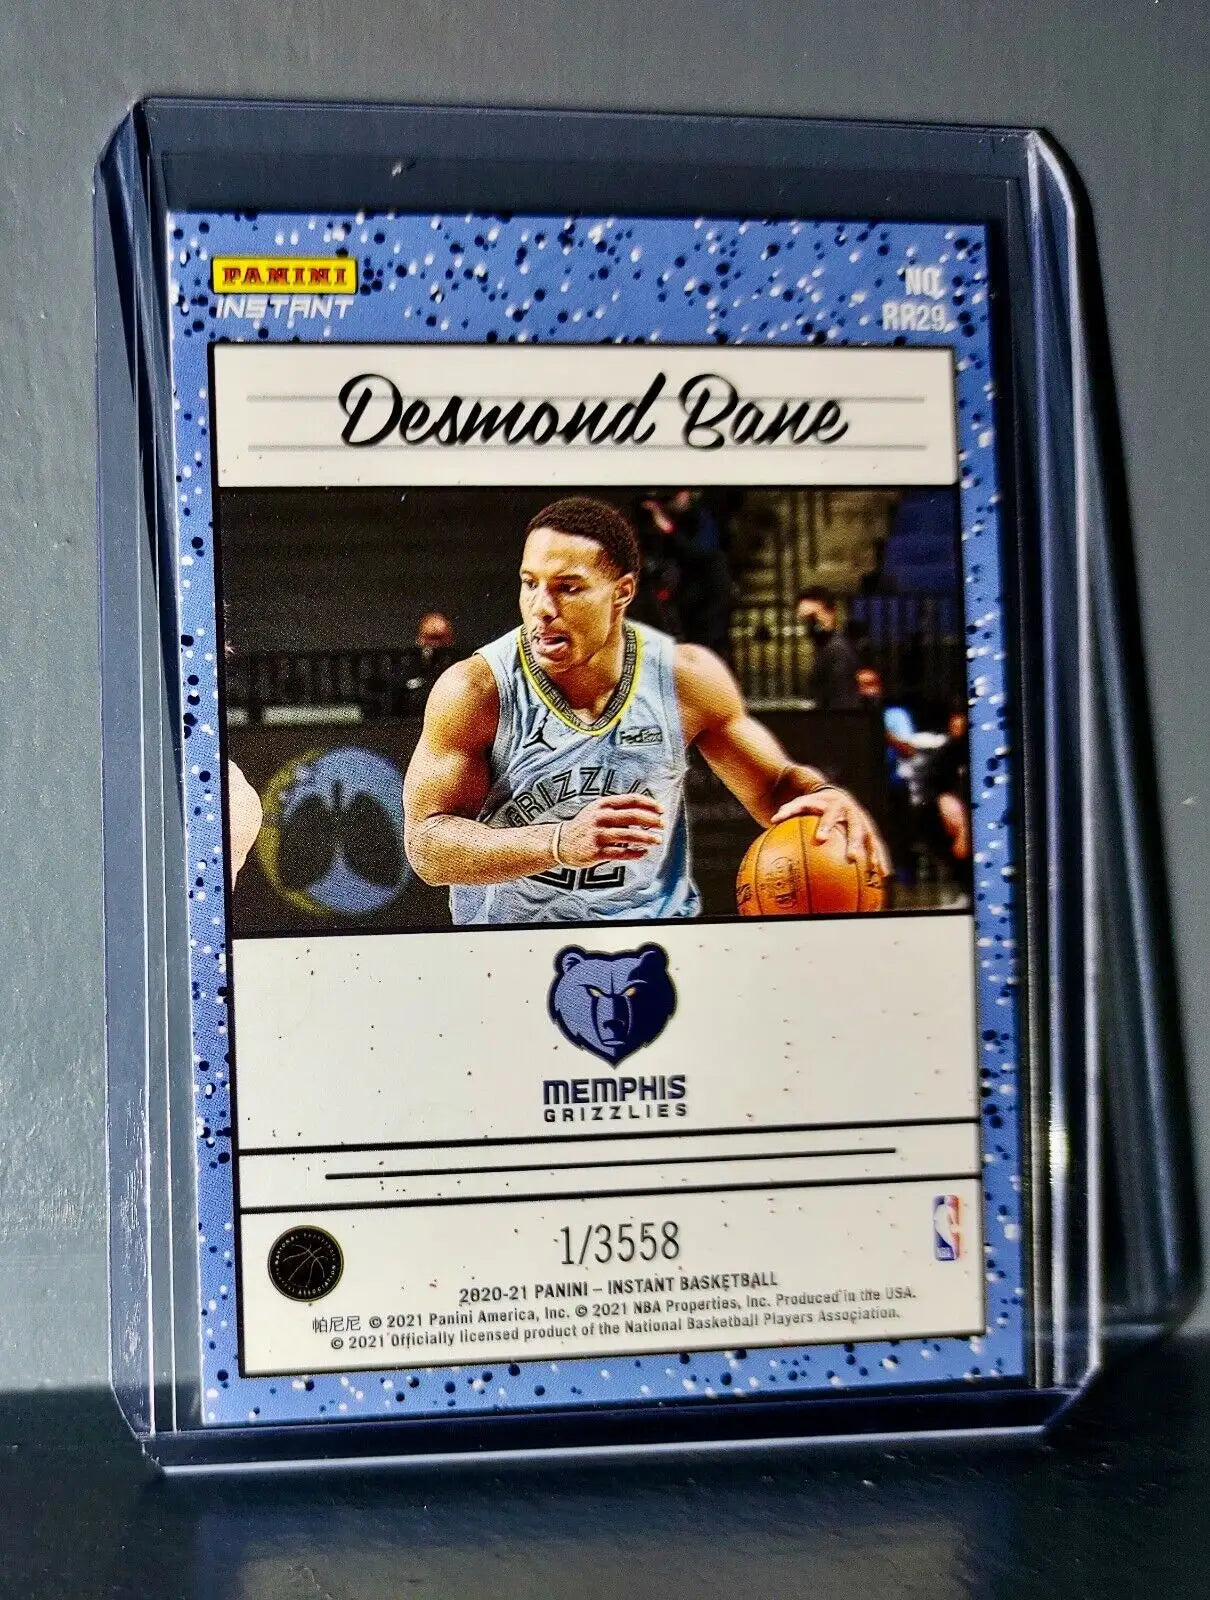 PANINI
INSTANT
NO.
RR29
Desmond Bane
FedEx
GRIZZLI
22
MEMPHIS
GRIZZLIES
1/3558
2020-21 PANINI – INSTANT BASKETBALL
帕尼尼 © 2021 Panini America, Inc. © 2021 NBA Properties, Inc. Produced in the USA.
© 2021 Officially licensed product of the National Basketball Players Association.